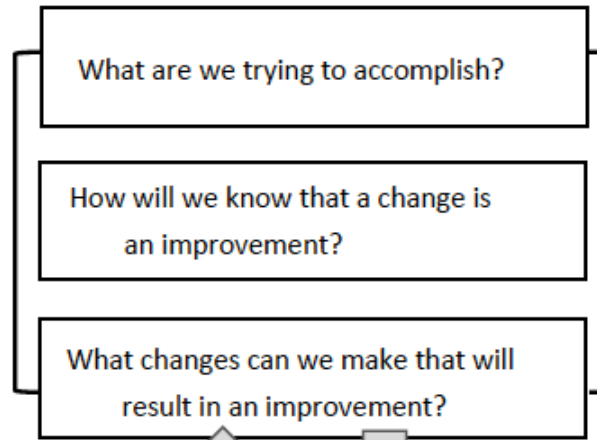 What are we trying to accomplish?
How will we know that a change is
an improvement?
What changes can we make that will
result in an improvement?